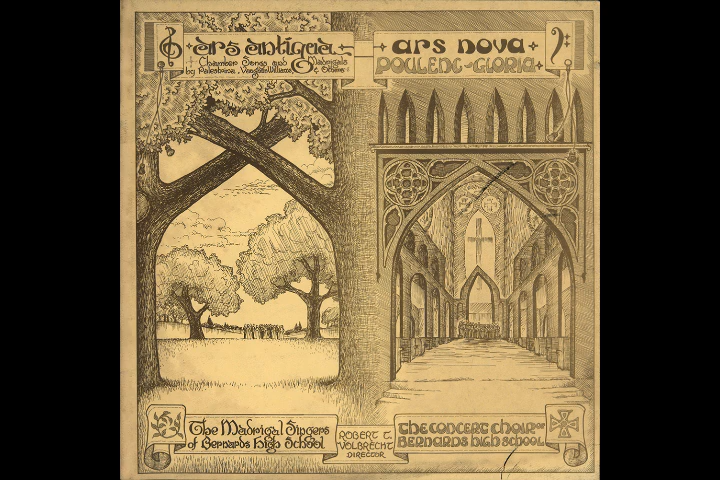 ars antiqua
Chamber Songs and Madrigals
by Palestrina, Vaughan Williams & Others
ars nova
POULENC-GLORIA
The Madrigal Singers
of Bernards High School
ROBERT T.
VOLBRECHT
DIRECTOR
THE CONCERT CHOIR OF
BERNARDS HIGH SCHOOL